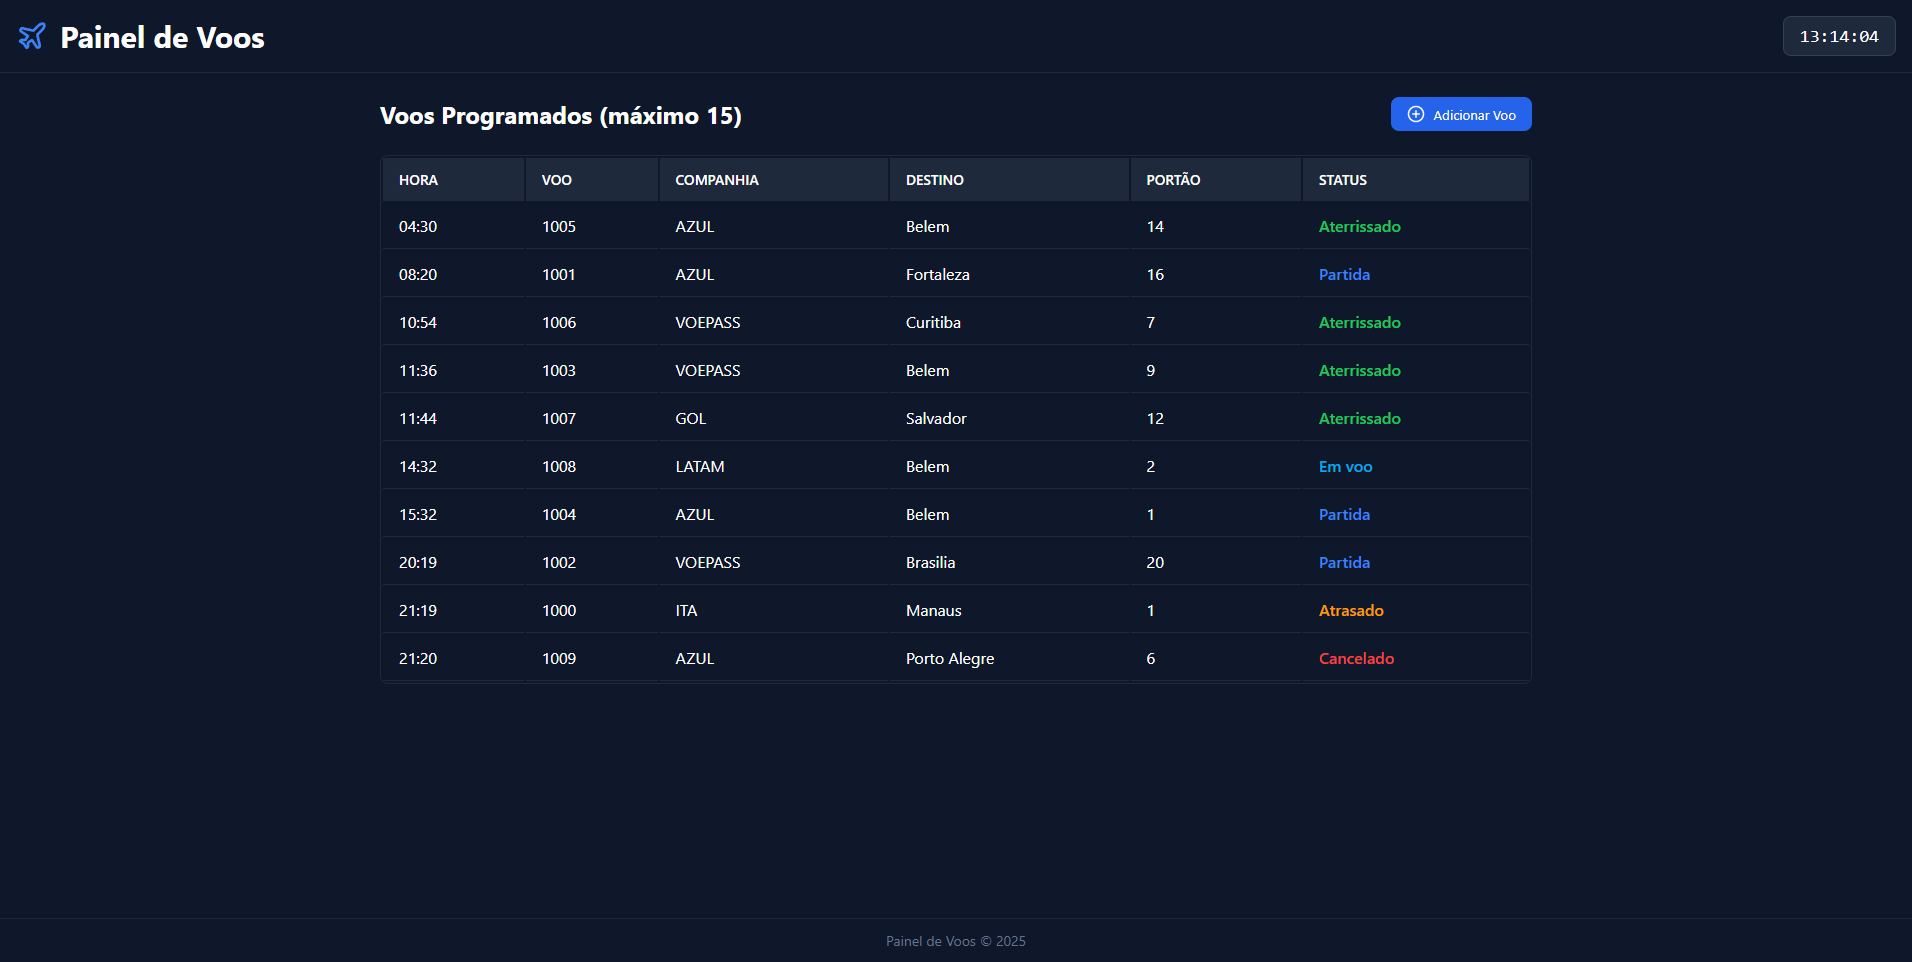 Painel de Voos
13:14:04
Voos Programados (máximo 15)
Adicionar Voo
HORA VOO COMPANHIA DESTINO PORTÃO STATUS
04:30 1005 AZUL Belem 14 Aterrissado
08:20 1001 AZUL Fortaleza 16 Partida
10:54 1006 VOEPASS Curitiba 7 Aterrissado
11:36 1003 VOEPASS Belem 9 Aterrissado
11:44 1007 GOL Salvador 12 Aterrissado
14:32 1008 LATAM Belem 2 Em voo
15:32 1004 AZUL Belem 1 Partida
20:19 1002 VOEPASS Brasilia 20 Partida
21:19 1000 ITA Manaus 1 Atrasado
21:20 1009 AZUL Porto Alegre 6 Cancelado
Painel de Voos © 2025